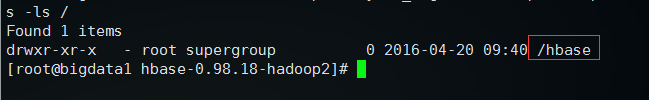 s -ls /
Found 1 items
drwxr-xr-x   - root supergroup          0 2016-04-20 09:40 /hbase
[root@bigdata1 hbase-0.98.18-hadoop2]#